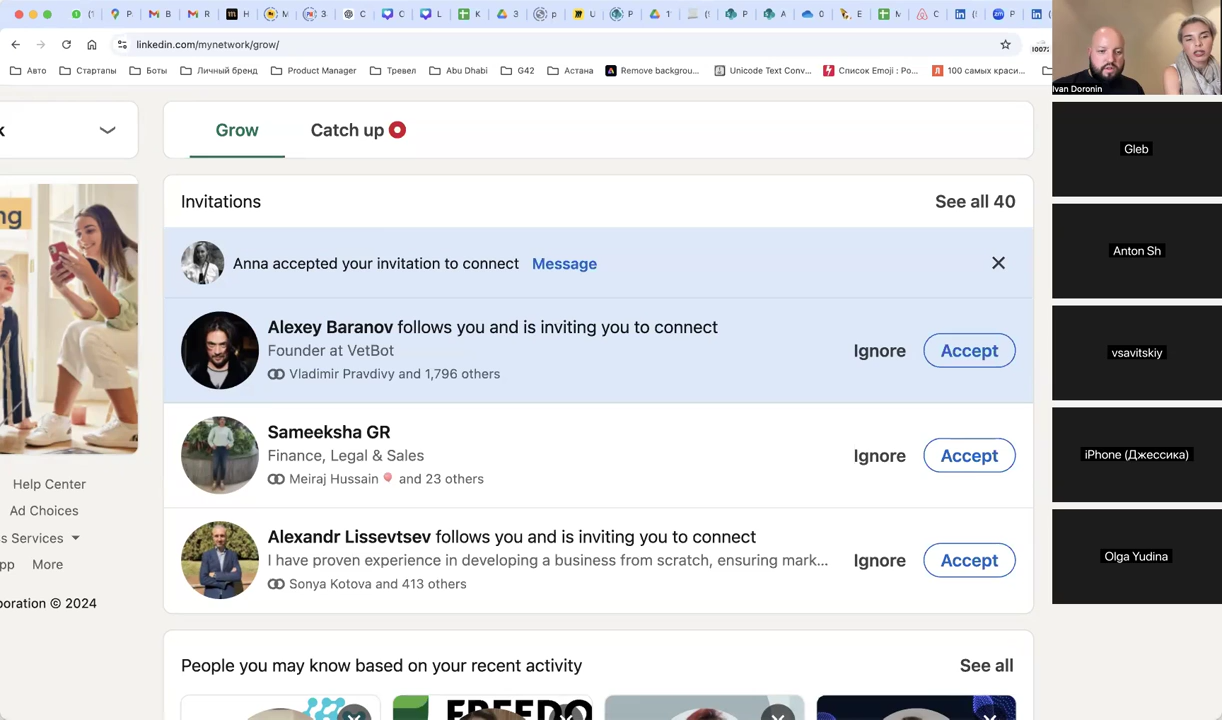 linkedin.com/mynetwork/grow/
Авто
Стартапы
Боты
Личный бренд
Product Manager
Тревел
Abu Dhabi
G42
Астана
Remove backgrou...
Unicode Text Conv...
Список Emoji : Po...
100 самых краси...
Ivan Doronin
Grow
Catch up
Invitations
See all 40
Anna accepted your invitation to connect Message
Alexey Baranov follows you and is inviting you to connect
Founder at VetBot
Vladimir Pravdivy and 1,796 others
Ignore
Accept
Sameeksha GR
Finance, Legal & Sales
Meiraj Hussain and 23 others
Ignore
Accept
Alexandr Lissevtsev follows you and is inviting you to connect
I have proven experience in developing a business from scratch, ensuring mark...
Sonya Kotova and 413 others
Ignore
Accept
People you may know based on your recent activity
See all
FREEDO
ng
Help Center
Ad Choices
s Services
pp
More
oration © 2024
Gleb
Anton Sh
vsavitskiy
iPhone (Джессика)
Olga Yudina